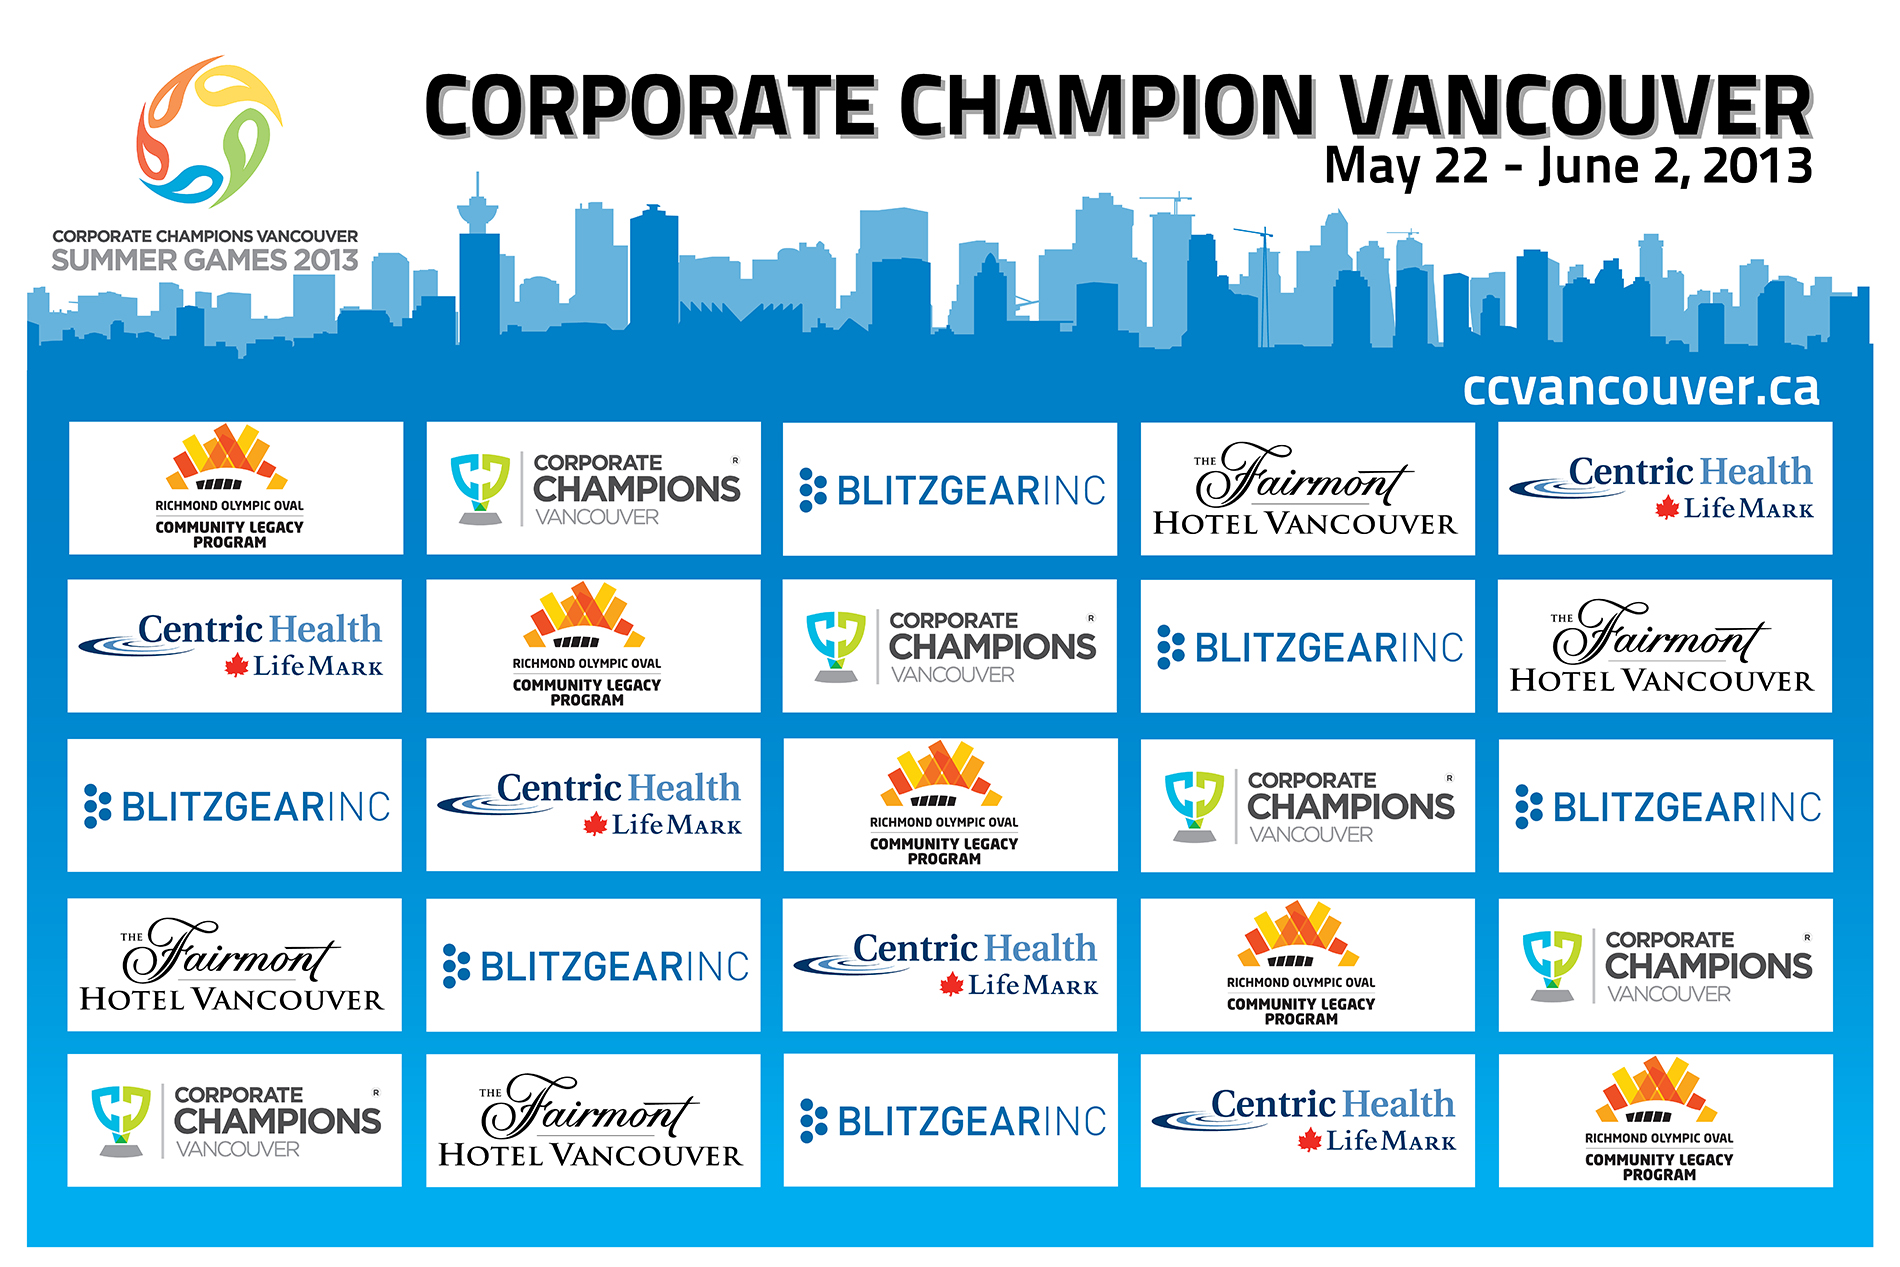 CORPORATE CHAMPION VANCOUVER
May 22 - June 2, 2013
CORPORATE CHAMPIONS VANCOUVER
SUMMER GAMES 2013
ccvancouver.ca
RICHMOND OLYMPIC OVAL
COMMUNITY LEGACY
PROGRAM
CORPORATE ®
CHAMPIONS
VANCOUVER
BLITZGEARINC
THE Fairmont
HOTEL VANCOUVER
Centric Health
LifeMark
Centric Health
LifeMark
RICHMOND OLYMPIC OVAL
COMMUNITY LEGACY
PROGRAM
CORPORATE ®
CHAMPIONS
VANCOUVER
BLITZGEARINC
THE Fairmont
HOTEL VANCOUVER
BLITZGEARINC
Centric Health
LifeMark
RICHMOND OLYMPIC OVAL
COMMUNITY LEGACY
PROGRAM
CORPORATE ®
CHAMPIONS
VANCOUVER
BLITZGEARINC
THE Fairmont
HOTEL VANCOUVER
BLITZGEARINC
Centric Health
LifeMark
RICHMOND OLYMPIC OVAL
COMMUNITY LEGACY
PROGRAM
CORPORATE ®
CHAMPIONS
VANCOUVER
CORPORATE ®
CHAMPIONS
VANCOUVER
THE Fairmont
HOTEL VANCOUVER
BLITZGEARINC
Centric Health
LifeMark
RICHMOND OLYMPIC OVAL
COMMUNITY LEGACY
PROGRAM